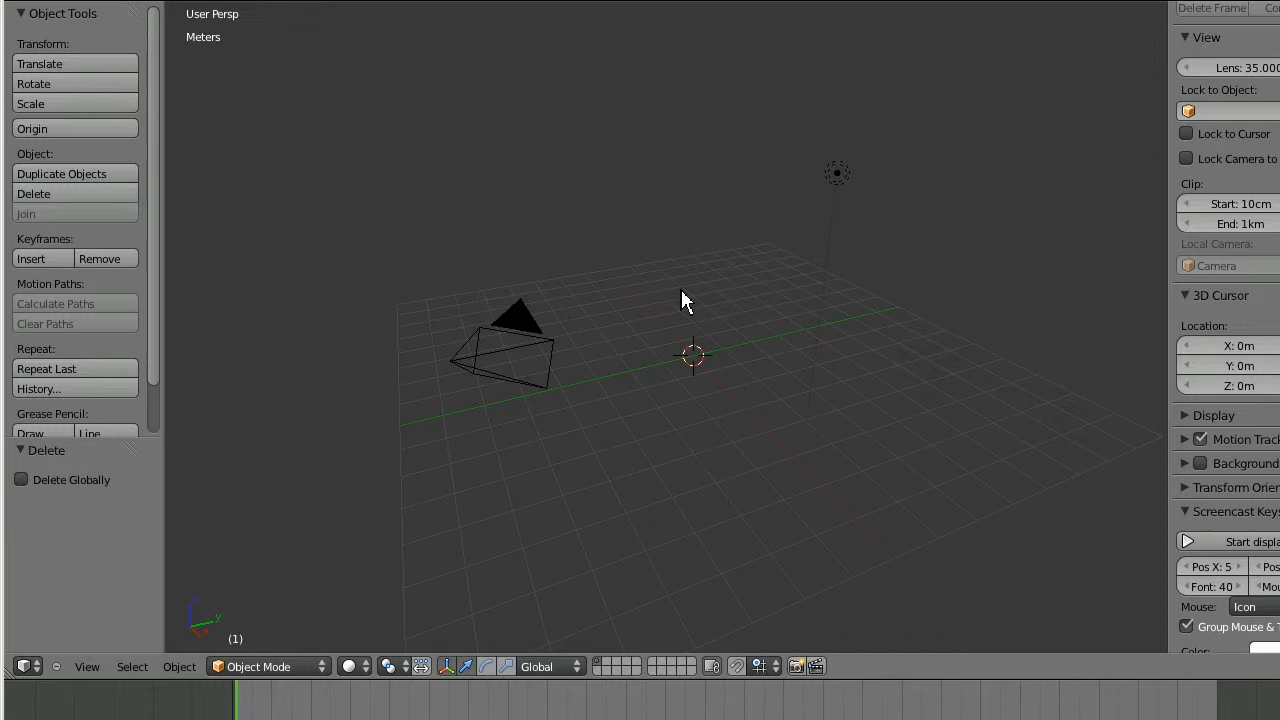 Object Tools
Transform:
Translate
Rotate
Scale
Origin
Object:
Duplicate Objects
Delete
Join
Keyframes:
Insert
Remove
Motion Paths:
Calculate Paths
Clear Paths
Repeat:
Repeat Last
History...
Grease Pencil:
Draw
Line
Delete
Delete Globally
User Persp
Meters
y
(1)
View
Select
Object
Object Mode
Global
Delete Frame
View
Lens: 35.000
Lock to Object:
Lock to Cursor
Lock Camera to
Clip:
Start: 10cm
End: 1km
Local Camera:
Camera
3D Cursor
Location:
X: 0m
Y: 0m
Z: 0m
Display
Motion Track
Background
Transform Orien
Screencast Keys
Start displa
Pos X: 5
Pos
Font: 40
Mou
Mouse:
Icon
Group Mouse & T